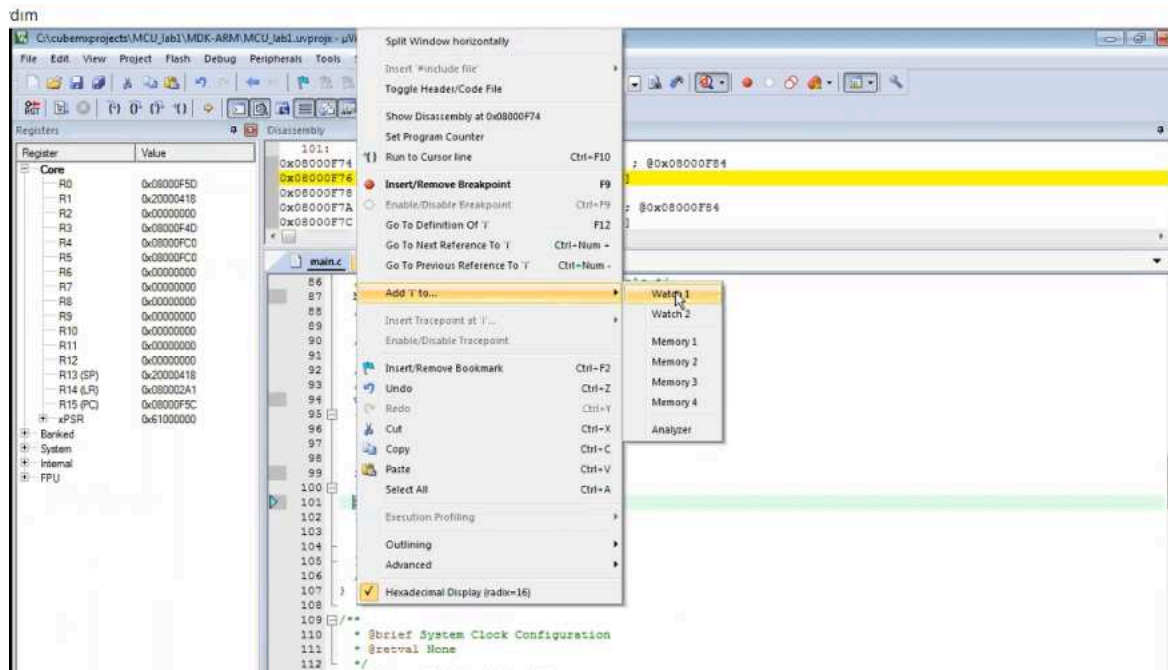 dim
C:\cubemxprojects\MCU_lab1\MDK-ARM\MCU_lab1.uvprojx - µVi
File Edit View Project Flash Debug Peripherals Tools
Registers
Register Value
Core
R0 0x08000F5D
R1 0x20000418
R2 0x00000000
R3 0x08000F4D
R4 0x08000FC0
R5 0x08000FC0
R6 0x00000000
R7 0x00000000
R8 0x00000000
R9 0x00000000
R10 0x00000000
R11 0x00000000
R12 0x00000000
R13 (SP) 0x20000418
R14 (LR) 0x080002A1
R15 (PC) 0x08000F5C
xPSR 0x61000000
Banked
System
Internal
FPU
Disassembly
101:
0x08000F74 ; @0x08000F84
0x08000F76 ]
0x08000F78
0x08000F7A ; @0x08000F84
0x08000F7C ]
main.c
86
87
88
89
90
91
92
93
94
95
96
97
98
99
100
101
102
103
104
105
106
107 }
108
109 /**
110 * @brief System Clock Configuration
111 * @retval None
112 */
Split Window horizontally
Insert '#include file'
Toggle Header/Code File
Show Disassembly at 0x08000F74
Set Program Counter
Run to Cursor line Ctrl+F10
Insert/Remove Breakpoint F9
Enable/Disable Breakpoint Ctrl+F9
Go To Definition Of 'i' F12
Go To Next Reference To 'i' Ctrl+Num +
Go To Previous Reference To 'i' Ctrl+Num -
Add 'i' to...
Insert Tracepoint at 'i'...
Enable/Disable Tracepoint
Insert/Remove Bookmark Ctrl+F2
Undo Ctrl+Z
Redo Ctrl+Y
Cut Ctrl+X
Copy Ctrl+C
Paste Ctrl+V
Select All Ctrl+A
Execution Profiling
Outlining
Advanced
Hexadecimal Display (radix=16)
Watch 1
Watch 2
Memory 1
Memory 2
Memory 3
Memory 4
Analyzer